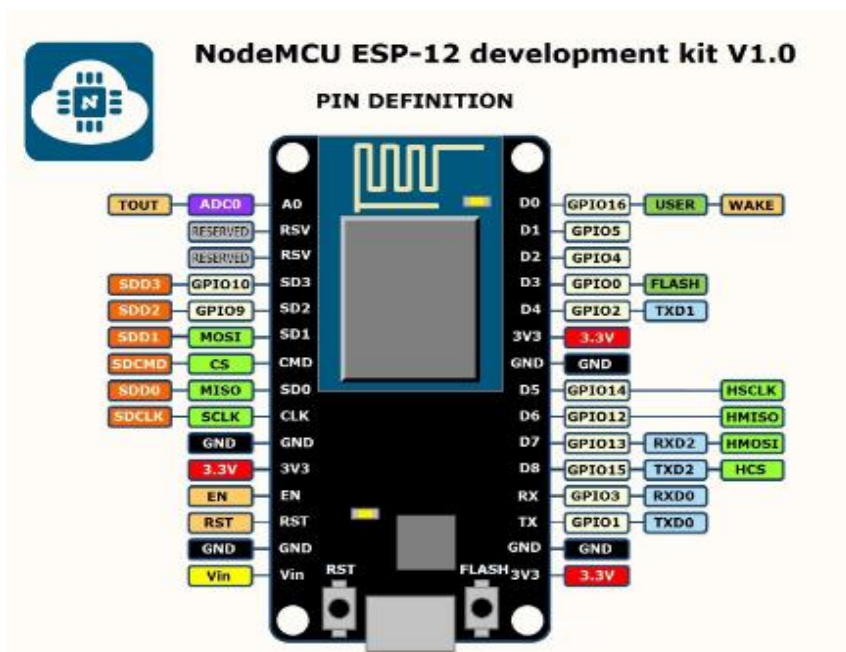 NodeMCU ESP-12 development kit V1.0
PIN DEFINITION
N
TOUT ADC0 A0 D0 GPIO16 USER WAKE
RESERVED RSV D1 GPIO5
RESERVED RSV D2 GPIO4
SDD3 GPIO10 SD3 D3 GPIO0 FLASH
SDD2 GPIO9 SD2 D4 GPIO2 TXD1
SDD1 MOSI SD1 3V3 3.3V
SDCMD CS CMD GND GND
SDD0 MISO SD0 D5 GPIO14 HSCLK
SDCLK SCLK CLK D6 GPIO12 HMISO
GND GND D7 GPIO13 RXD2 HMOSI
3.3V 3V3 D8 GPIO15 TXD2 HCS
EN EN RX GPIO3 RXD0
RST RST TX GPIO1 TXD0
GND GND GND GND
Vin Vin RST FLASH 3V3 3.3V